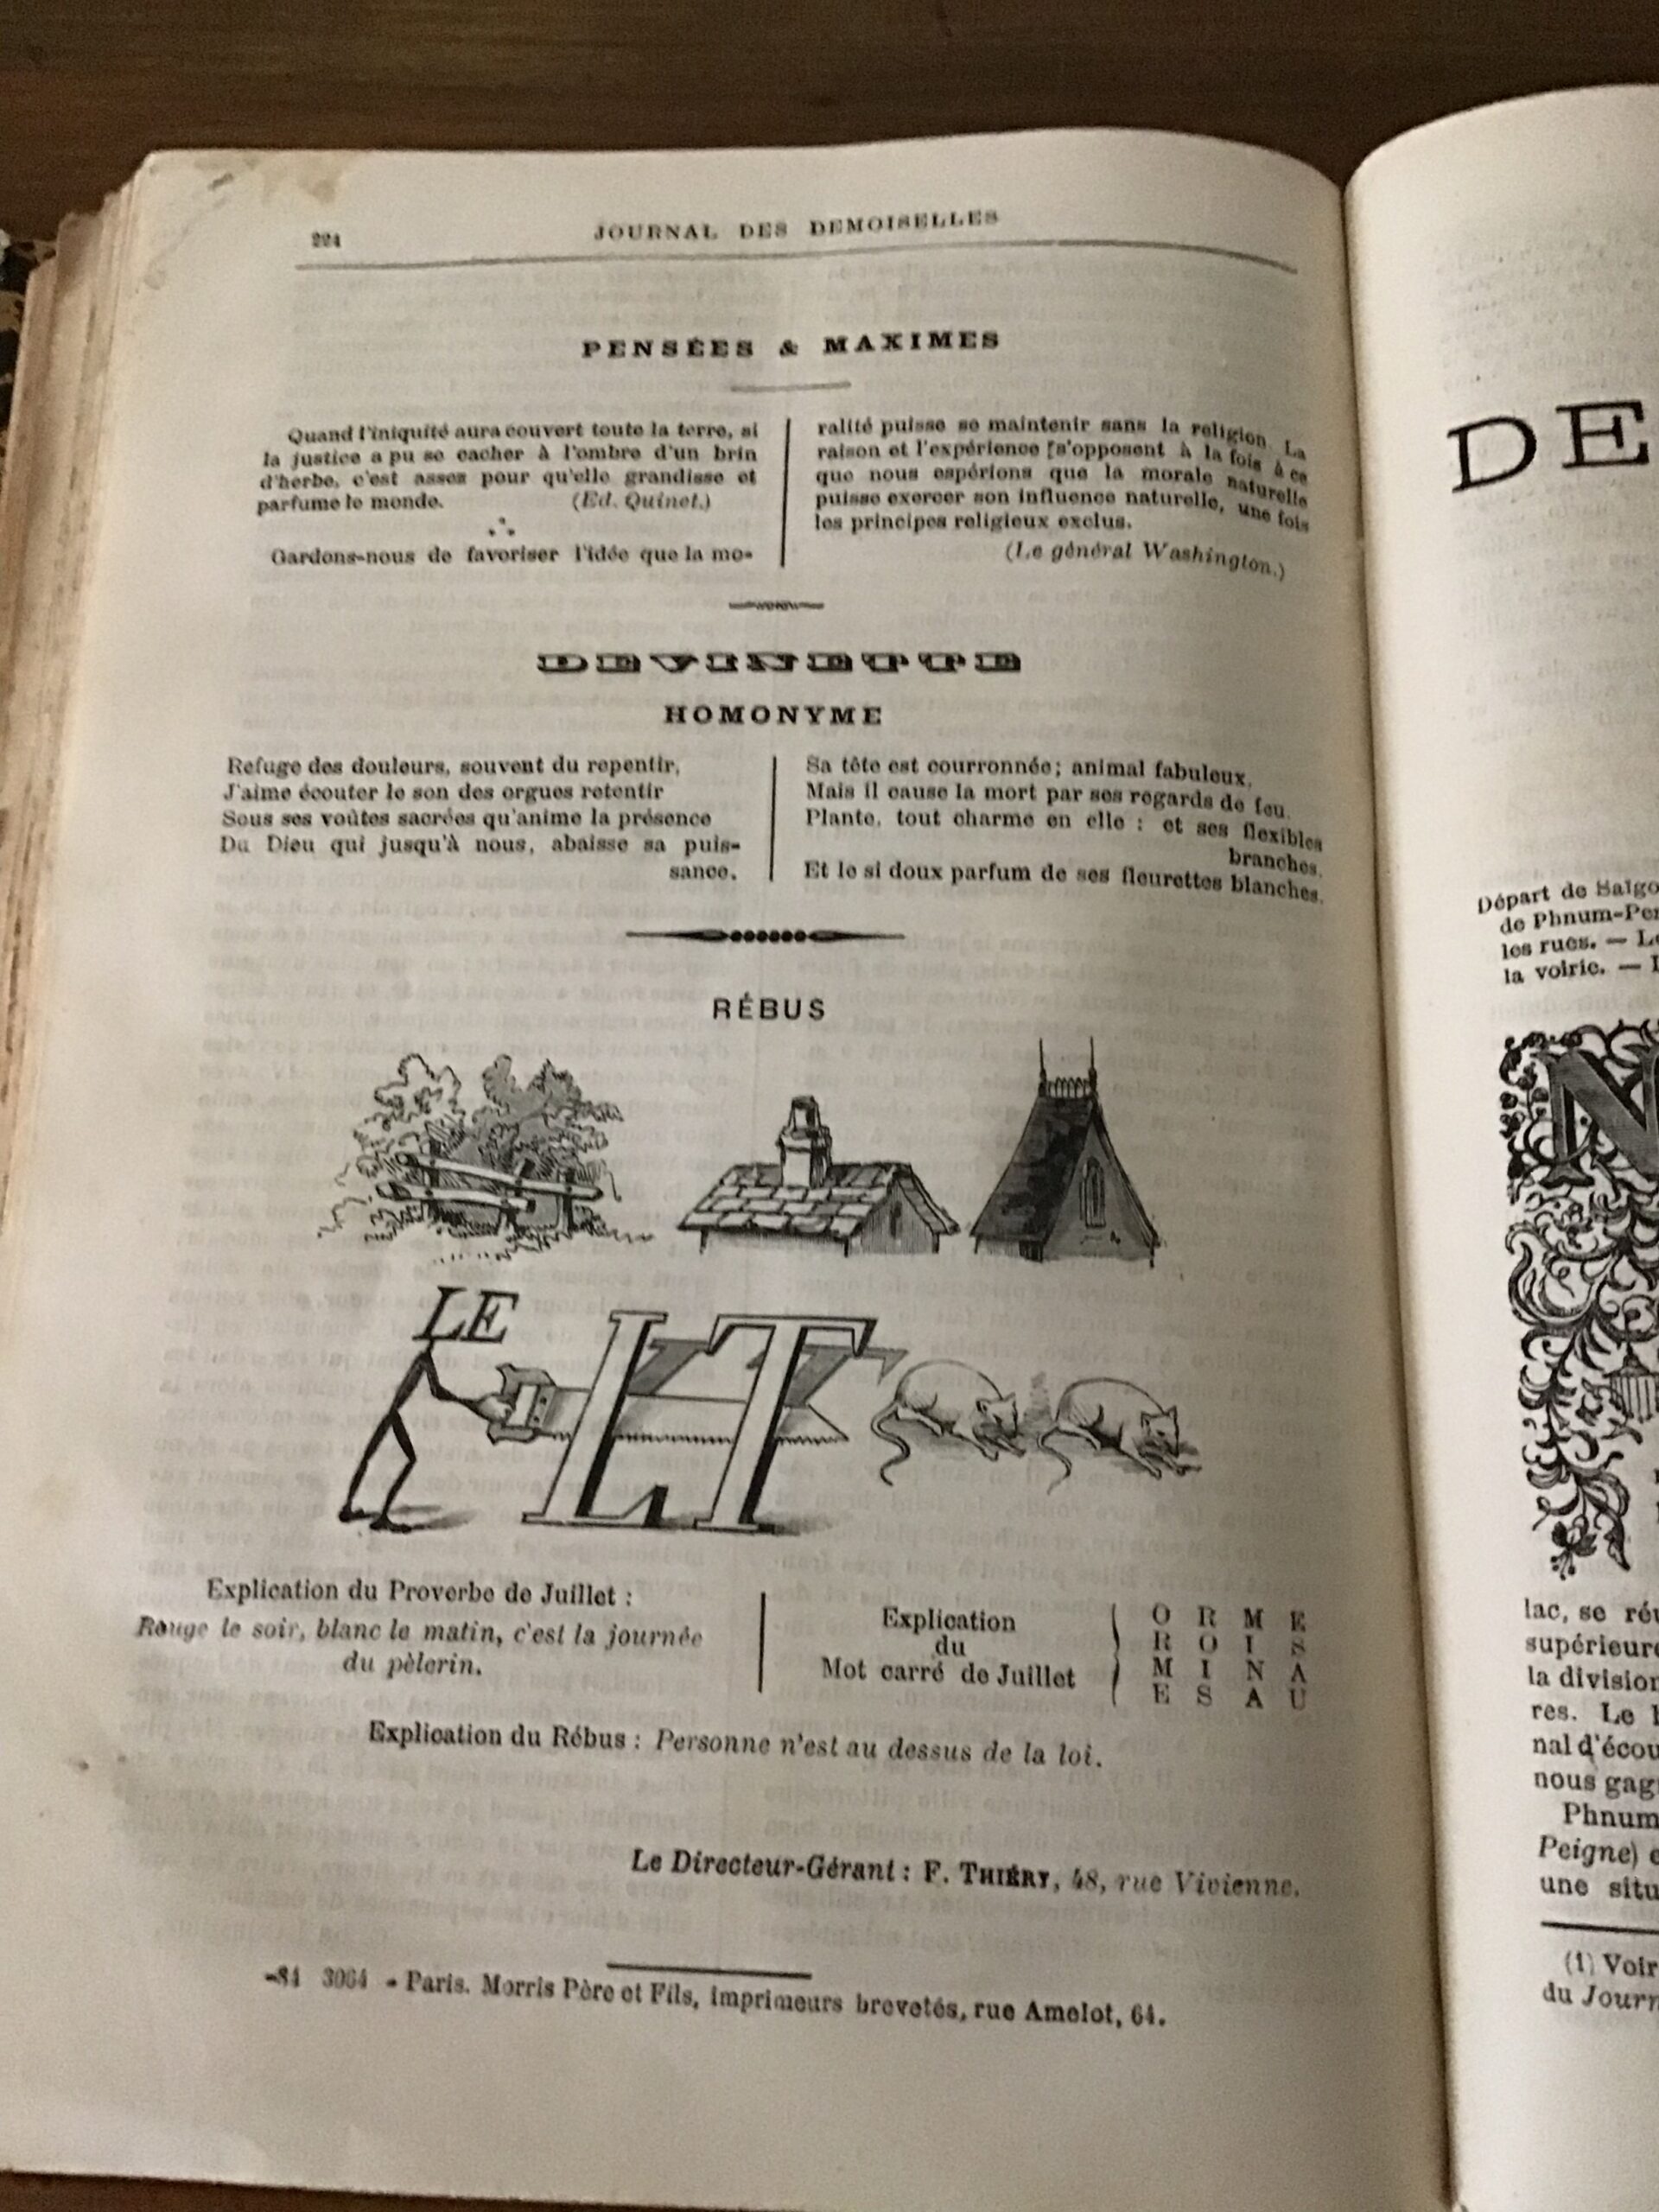 224
JOURNAL DES DEMOISELLES
PENSÉES & MAXIMES
Quand l'iniquité aura couvert toute la terre, si
la justice a pu se cacher à l'ombre d'un brin
d'herbe, c'est assez pour qu'elle grandisse et
parfume le monde. (Ed. Quinet.)
Gardons-nous de favoriser l'idée que la mo-
ralité puisse se maintenir sans la religion. La
raison et l'expérience [s'opposent à la fois à ce
que nous espérions que la morale naturelle
puisse exercer son influence naturelle, une fois
les principes religieux exclus.
(Le général Washington.)
DEVINETTE
HOMONYME
Refuge des douleurs, souvent du repentir,
J'aime écouter le son des orgues retentir
Sous ses voûtes sacrées qu'anime la présence
Du Dieu qui jusqu'à nous, abaisse sa puis-
sance.
Sa tête est courronnée; animal fabuleux,
Mais il cause la mort par ses regards de feu.
Plante, tout charme en elle : et ses flexibles
branches.
Et le si doux parfum de ses fleurettes blanches.
RÉBUS
LE
LT
Explication du Proverbe de Juillet :
Rouge le soir, blanc le matin, c'est la journée
du pèlerin.
Explication
du
Mot carré de Juillet
O R M E
R O I S
M I N A
E S A U
Explication du Rébus : Personne n'est au dessus de la loi.
Le Directeur-Gérant : F. THIÉRY, 48, rue Vivienne.
-84 3064 - Paris. Morris Père et Fils, imprimeurs brevetés, rue Amelot, 64.
DE
Départ de Saïgo
de Phnum-Per
les rues. — Le
la voirie. — I
N
lac, se ré
supérieure
la division
res. Le
nal d'écou
nous gag
Phnum
Peigne) e
une situ
(1) Voir
du Journ